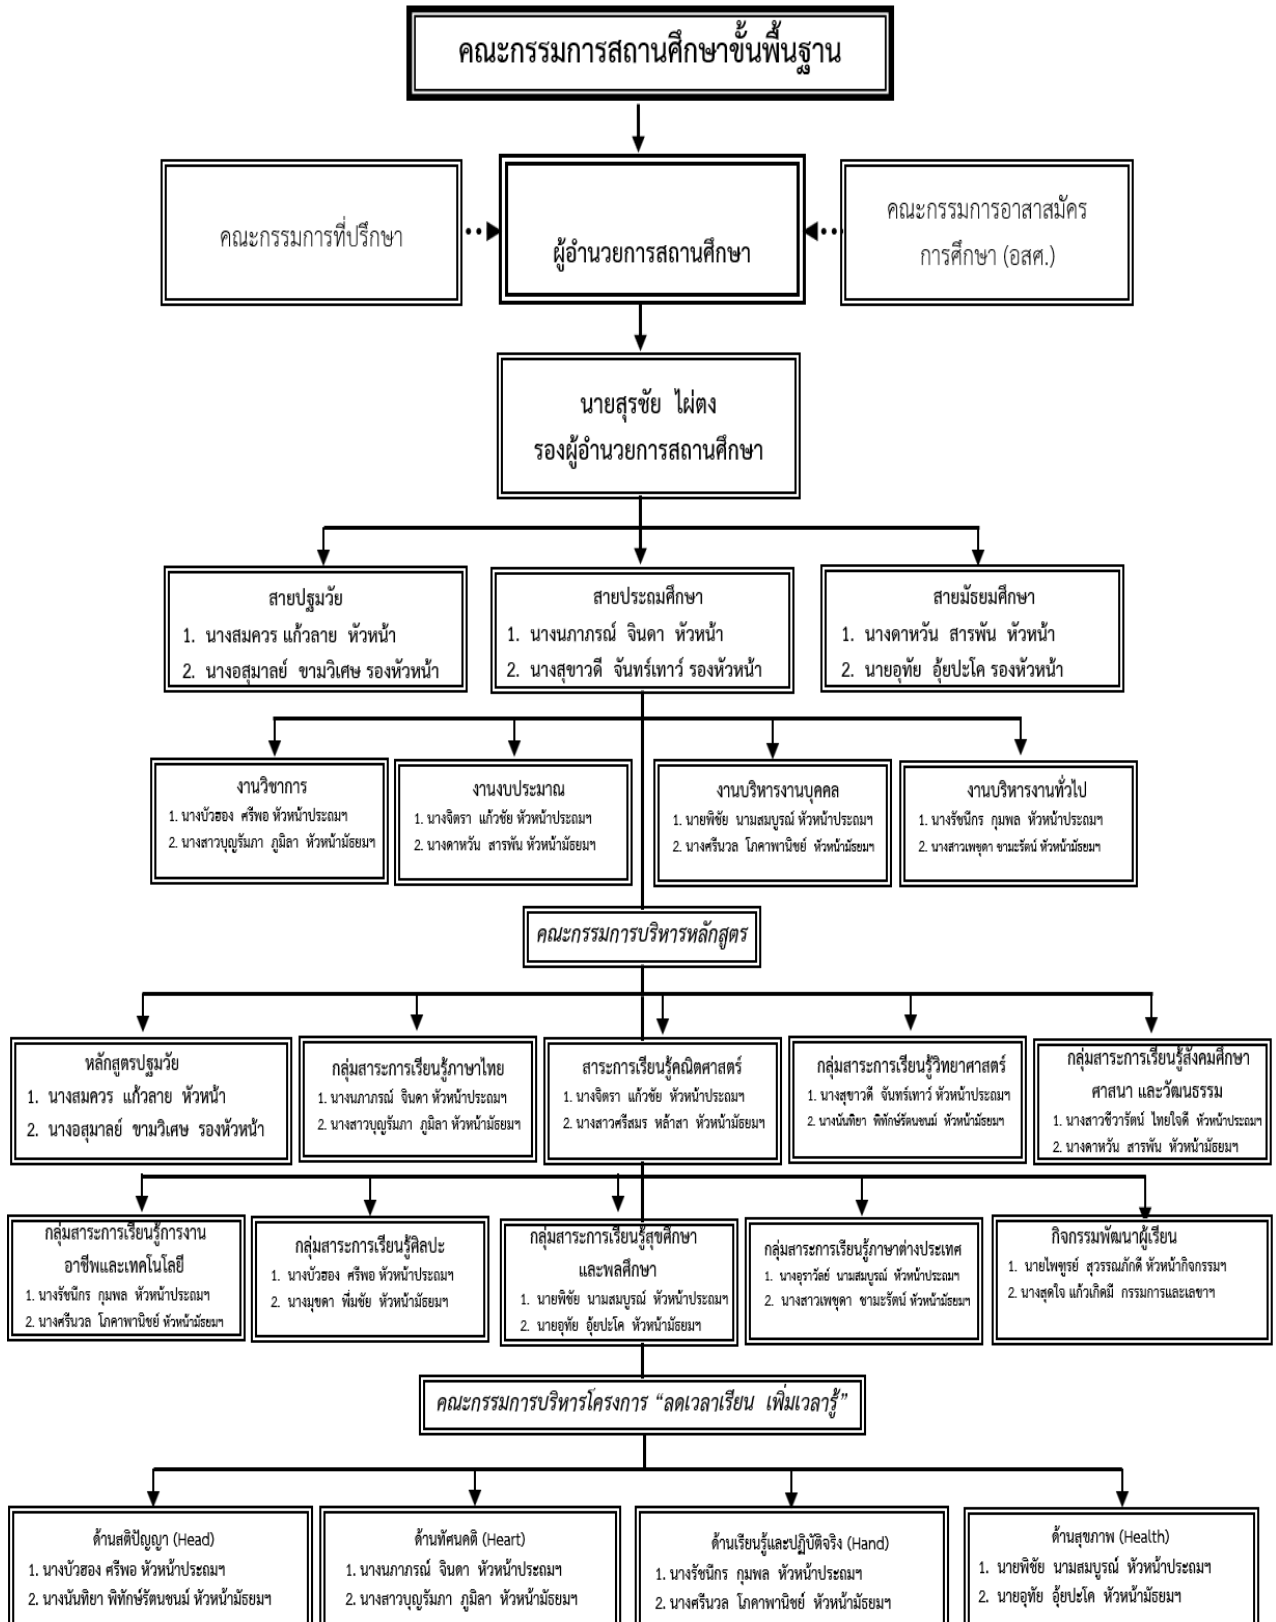 คณะกรรมการสถานศึกษาขั้นพื้นฐาน
คณะกรรมการที่ปรึกษา
ผู้อำนวยการสถานศึกษา
คณะกรรมการอาสาสมัคร
การศึกษา (อสศ.)
นายสุรชัย ไผ่ตง
รองผู้อำนวยการสถานศึกษา
สายปฐมวัย
1. นางสมควร แก้วลาย หัวหน้า
2. นางอสุมาลย์ ขามวิเศษ รองหัวหน้า
สายประถมศึกษา
1. นางนภาภรณ์ จินดา หัวหน้า
2. นางสุขาวดี จันทร์เทาว์ รองหัวหน้า
สายมัธยมศึกษา
1. นางดาหวัน สารพัน หัวหน้า
2. นายอุทัย อุ้ยปะโค รองหัวหน้า
งานวิชาการ
1. นางบัวฮอง ศรีพอ หัวหน้าประถมฯ
2. นางสาวบุญรัมภา ภูมิลา หัวหน้ามัธยมฯ
งานงบประมาณ
1. นางจิตรา แก้วชัย หัวหน้าประถมฯ
2. นางดาหวัน สารพัน หัวหน้ามัธยมฯ
งานบริหารงานบุคคล
1. นายพิชัย นามสมบูรณ์ หัวหน้าประถมฯ
2. นางศรีนวล โภคาพานิชย์ หัวหน้ามัธยมฯ
งานบริหารงานทั่วไป
1. นางรัชนีกร กุมพล หัวหน้าประถมฯ
2. นางสาวเพชุดา ชามะรัตน์ หัวหน้ามัธยมฯ
คณะกรรมการบริหารหลักสูตร
หลักสูตรปฐมวัย
1. นางสมควร แก้วลาย หัวหน้า
2. นางอสุมาลย์ ขามวิเศษ รองหัวหน้า
กลุ่มสาระการเรียนรู้ภาษาไทย
1. นางนภาภรณ์ จินดา หัวหน้าประถมฯ
2. นางสาวบุญรัมภา ภูมิลา หัวหน้ามัธยมฯ
สาระการเรียนรู้คณิตศาสตร์
1. นางจิตรา แก้วชัย หัวหน้าประถมฯ
2. นางสาวศรีสมร หล้าสา หัวหน้ามัธยมฯ
กลุ่มสาระการเรียนรู้วิทยาศาสตร์
1. นางสุขาวดี จันทร์เทาว์ หัวหน้าประถมฯ
2. นางนันทิยา พิทักษ์รัตนชนม์ หัวหน้ามัธยมฯ
กลุ่มสาระการเรียนรู้สังคมศึกษา
ศาสนา และวัฒนธรรม
1. นางสาวชีวารัตน์ ไทยใจดี หัวหน้าประถมฯ
2. นางดาหวัน สารพัน หัวหน้ามัธยมฯ
กลุ่มสาระการเรียนรู้การงาน
อาชีพและเทคโนโลยี
1. นางรัชนีกร กุมพล หัวหน้าประถมฯ
2. นางศรีนวล โภคาพานิชย์ หัวหน้ามัธยมฯ
กลุ่มสาระการเรียนรู้ศิลปะ
1. นางบัวฮอง ศรีพอ หัวหน้าประถมฯ
2. นางมุขดา พึ่มชัย หัวหน้ามัธยมฯ
กลุ่มสาระการเรียนรู้สุขศึกษา
และพลศึกษา
1. นายพิชัย นามสมบูรณ์ หัวหน้าประถมฯ
2. นายอุทัย อุ้ยปะโค หัวหน้ามัธยมฯ
กลุ่มสาระการเรียนรู้ภาษาต่างประเทศ
1. นางอุราวัลย์ นามสมบูรณ์ หัวหน้าประถมฯ
2. นางสาวเพชุดา ชามะรัตน์ หัวหน้ามัธยมฯ
กิจกรรมพัฒนาผู้เรียน
1. นายไพฑูรย์ สุวรรณภักดี หัวหน้ากิจกรรมฯ
2. นางสุดใจ แก้วเกิดมี กรรมการและเลขาฯ
คณะกรรมการบริหารโครงการ “ลดเวลาเรียน เพิ่มเวลารู้”
ด้านสติปัญญา (Head)
1. นางบัวฮอง ศรีพอ หัวหน้าประถมฯ
2. นางนันทิยา พิทักษ์รัตนชนม์ หัวหน้ามัธยมฯ
ด้านทัศนคติ (Heart)
1. นางนภาภรณ์ จินดา หัวหน้าประถมฯ
2. นางสาวบุญรัมภา ภูมิลา หัวหน้ามัธยมฯ
ด้านเรียนรู้และปฏิบัติจริง (Hand)
1. นางรัชนีกร กุมพล หัวหน้าประถมฯ
2. นางศรีนวล โภคาพานิชย์ หัวหน้ามัธยมฯ
ด้านสุขภาพ (Health)
1. นายพิชัย นามสมบูรณ์ หัวหน้าประถมฯ
2. นายอุทัย อุ้ยปะโค หัวหน้ามัธยมฯ